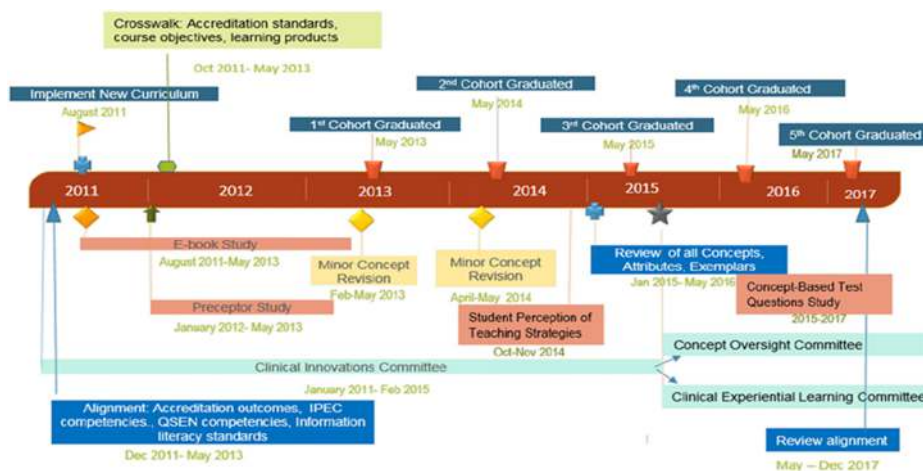 Crosswalk: Accreditation standards,
course objectives, learning products
Oct 2011- May 2013
Implement New Curriculum
August 2011
1st Cohort Graduated
May 2013
2nd Cohort Graduated
May 2014
3rd Cohort Graduated
May 2015
4th Cohort Graduated
May 2016
5th Cohort Graduated
May 2017
2011
2012
2013
2014
2015
2016
2017
E-book Study
August 2011-May 2013
Preceptor Study
January 2012- May 2013
Minor Concept
Revision
Feb-May 2013
Minor Concept
Revision
April-May 2014
Student Perception of
Teaching Strategies
Oct-Nov 2014
Review of all Concepts,
Attributes, Exemplars
Jan 2015- May 2016
Concept-Based Test
Questions Study
2015-2017
Clinical Innovations Committee
January 2011- Feb 2015
Concept Oversight Committee
Clinical Experiential Learning Committee
Alignment: Accreditation outcomes, IPEC
competencies., QSEN competencies, Information
literacy standards
Dec 2011- May 2013
Review alignment
May – Dec 2017